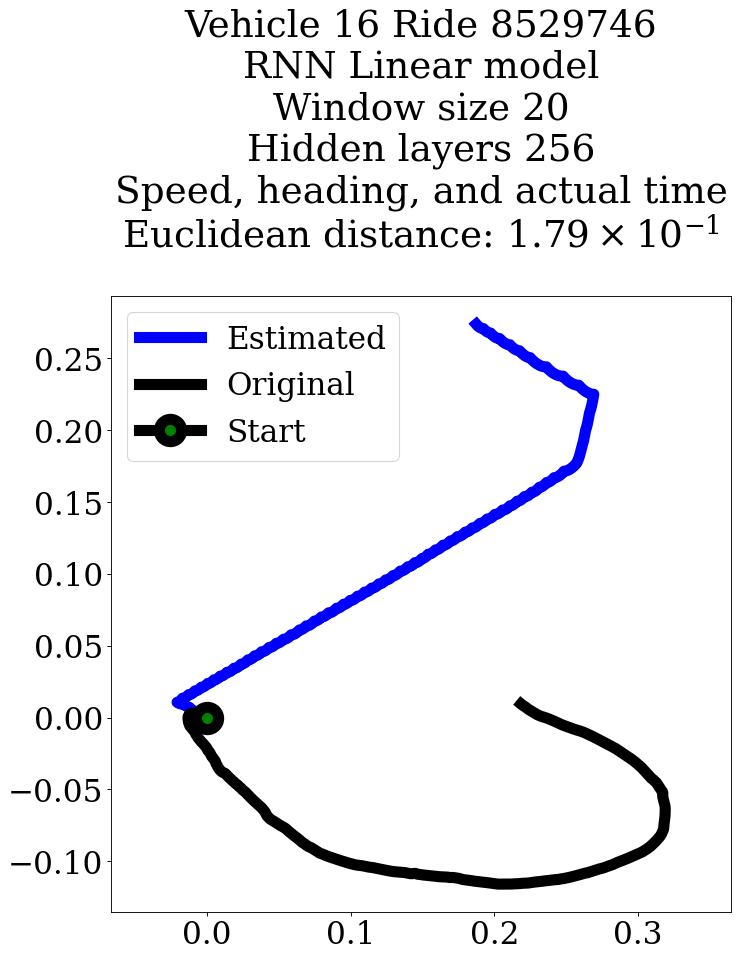 Vehicle 16 Ride 8529746
RNN Linear model
Window size 20
Hidden layers 256
Speed, heading, and actual time
Euclidean distance: 1.79 × 10⁻¹
Estimated
Original
Start
0.25
0.20
0.15
0.10
0.05
0.00
−0.05
−0.10
0.0 0.1 0.2 0.3